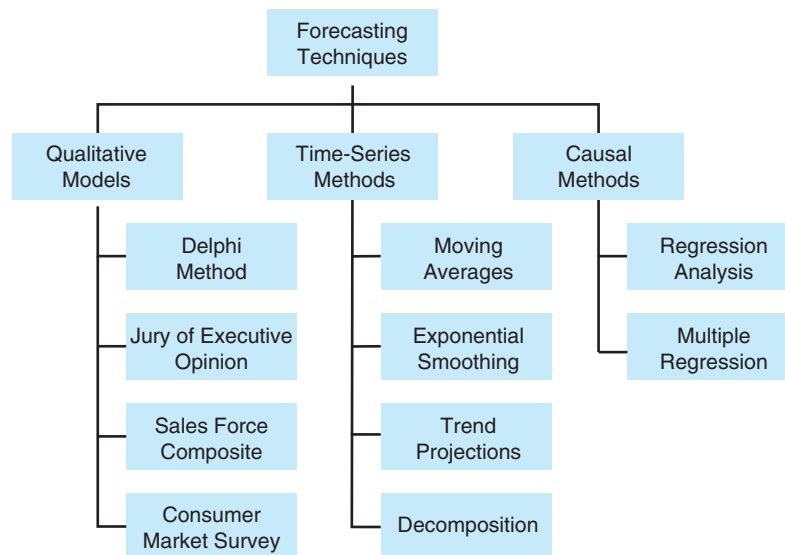 Forecasting
Techniques
Qualitative
Models
Time-Series
Methods
Causal
Methods
Delphi
Method
Moving
Averages
Regression
Analysis
Jury of Executive
Opinion
Exponential
Smoothing
Multiple
Regression
Sales Force
Composite
Trend
Projections
Consumer
Market Survey
Decomposition